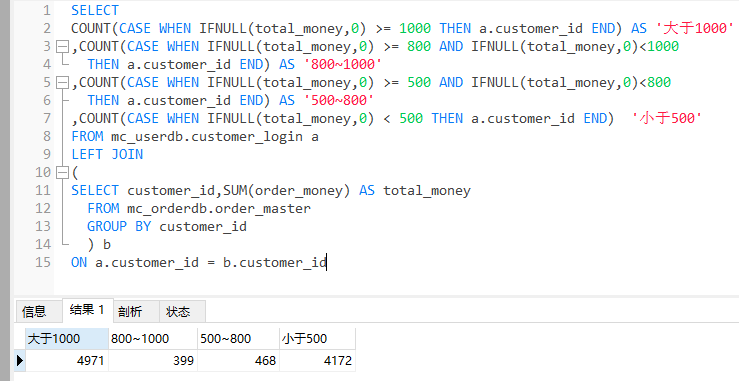 1 SELECT
2 COUNT(CASE WHEN IFNULL(total_money,0) >= 1000 THEN a.customer_id END) AS '大于1000'
3 ,COUNT(CASE WHEN IFNULL(total_money,0) >= 800 AND IFNULL(total_money,0)<1000
4 THEN a.customer_id END) AS '800~1000'
5 ,COUNT(CASE WHEN IFNULL(total_money,0) >= 500 AND IFNULL(total_money,0)<800
6 THEN a.customer_id END) AS '500~800'
7 ,COUNT(CASE WHEN IFNULL(total_money,0) < 500 THEN a.customer_id END) '小于500'
8 FROM mc_userdb.customer_login a
9 LEFT JOIN
10 (
11 SELECT customer_id,SUM(order_money) AS total_money
12 FROM mc_orderdb.order_master
13 GROUP BY customer_id
14 ) b
15 ON a.customer_id = b.customer_id
信息 结果 1 剖析 状态
大于1000 800~1000 500~800 小于500
4971 399 468 4172